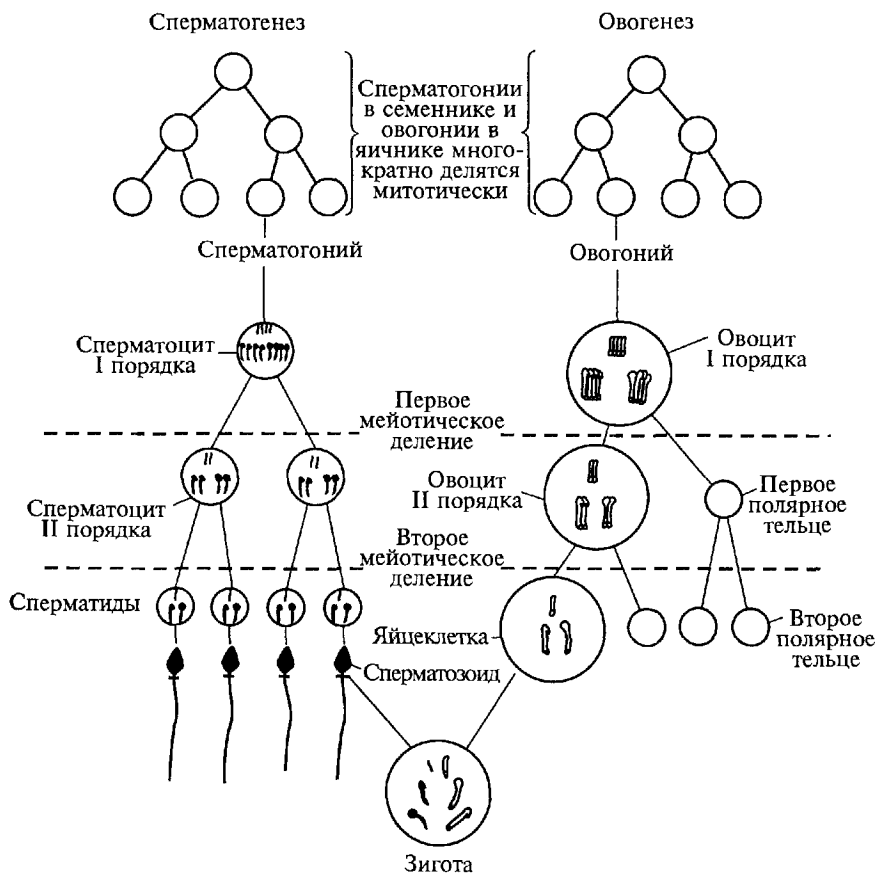 Сперматогенез
Овогенез
Сперматогонии
в семеннике и
овогонии в
яичнике много-
кратно делятся
митотически
Сперматогоний
Овогоний
Сперматоцит
I порядка
Овоцит
I порядка
Первое
мейотическое
деление
Сперматоцит
II порядка
Овоцит
II порядка
Первое
полярное
тельце
Второе
мейотическое
деление
Сперматиды
Яйцеклетка
Второе
полярное
тельце
Сперматозоид
Зигота